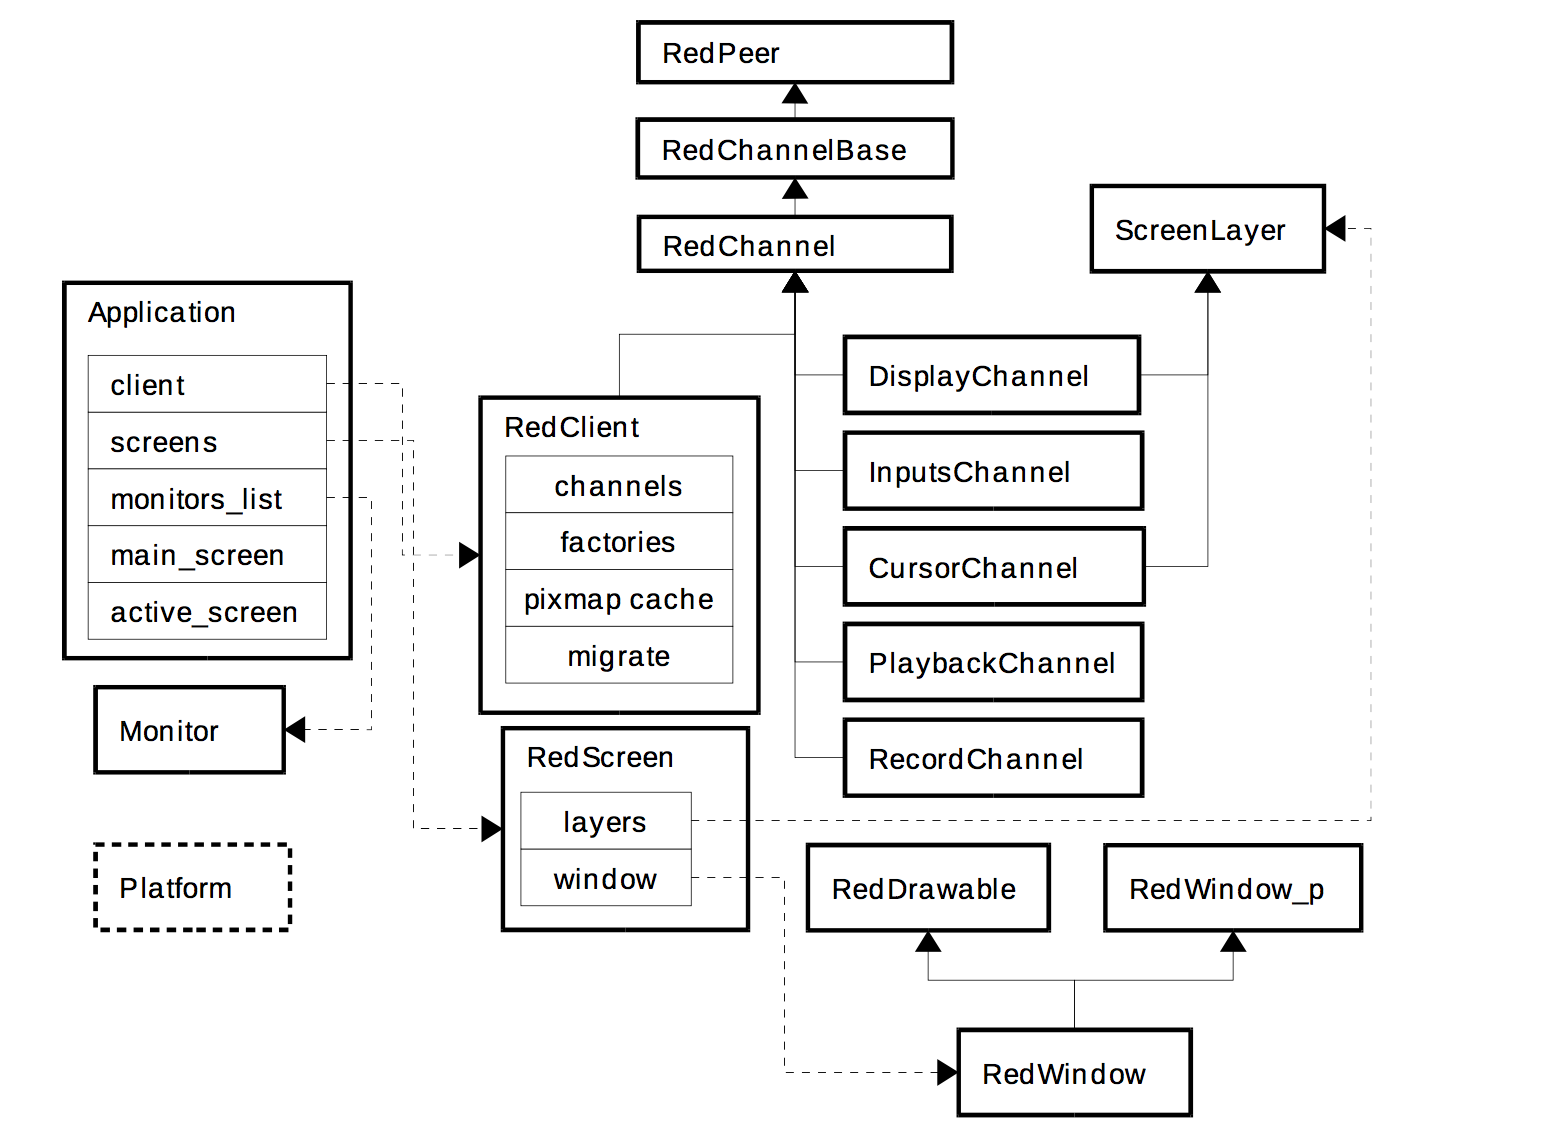 RedPeer
RedChannelBase
RedChannel
ScreenLayer
Application
client
screens
monitors_list
main_screen
active_screen
Monitor
Platform
RedClient
channels
factories
pixmap cache
migrate
DisplayChannel
InputsChannel
CursorChannel
PlaybackChannel
RecordChannel
RedScreen
layers
window
RedDrawable
RedWindow_p
RedWindow